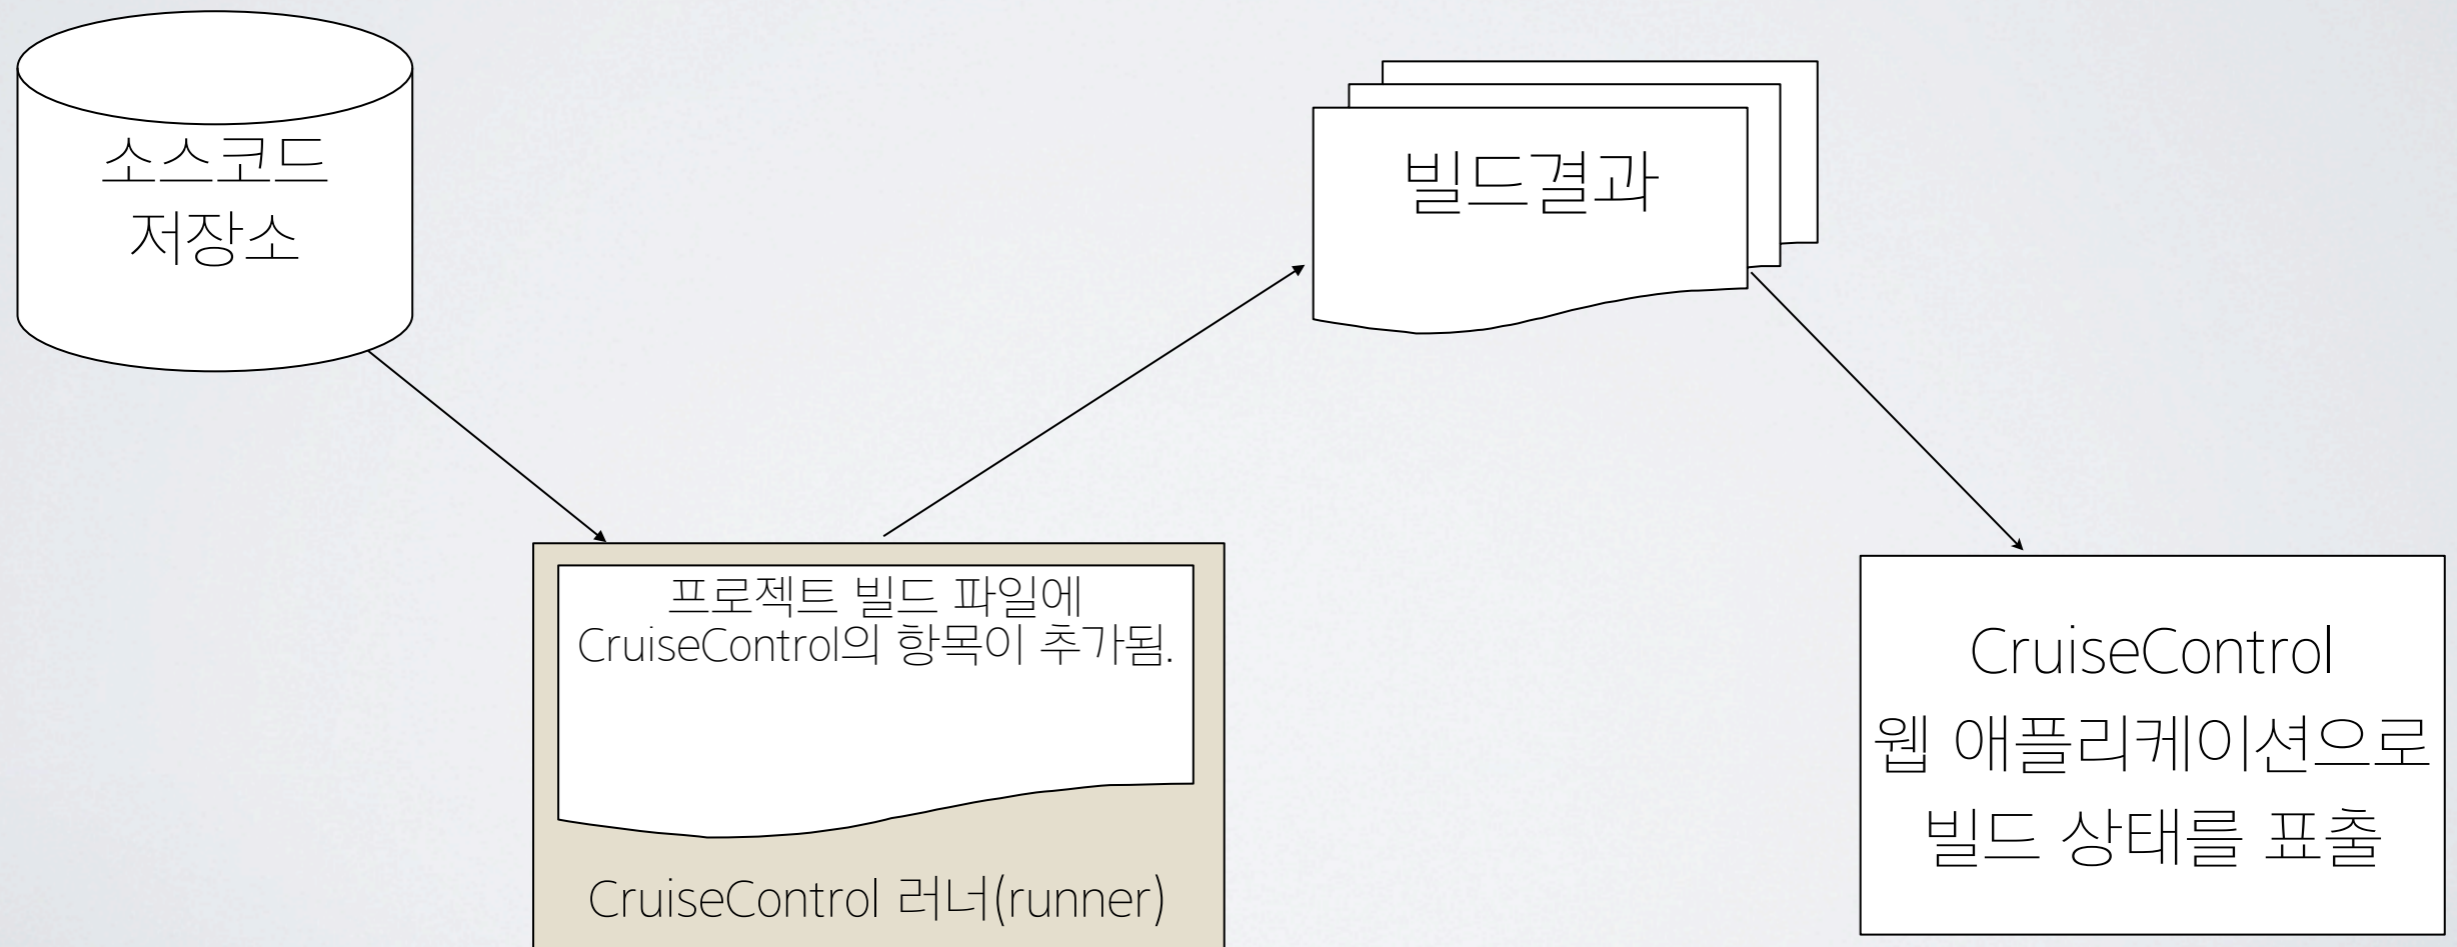 소스코드
저장소
빌드결과
프로젝트 빌드 파일에
CruiseControl의 항목이 추가됨.
CruiseControl 러너(runner)
CruiseControl
웹 애플리케이션으로
빌드 상태를 표출